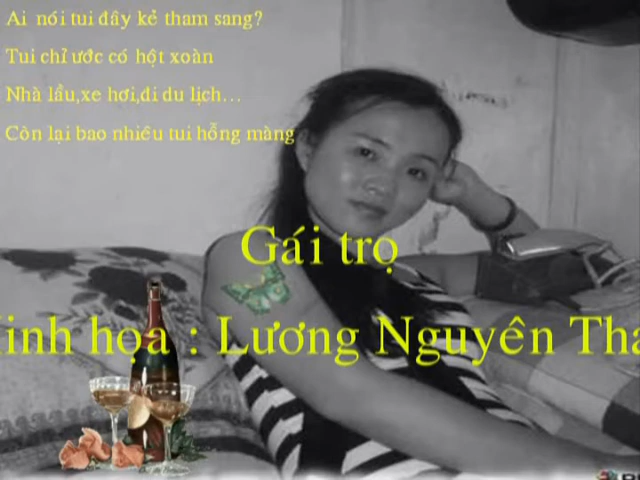 Ai nói tui đây kẻ tham sang?
Tui chỉ ước có hột xoàn
Nhà lầu,xe hơi,đi du lịch...
Còn lại bao nhiêu tui hỗng màng
Gái trọ
inh họa : Lương Nguyên Tha